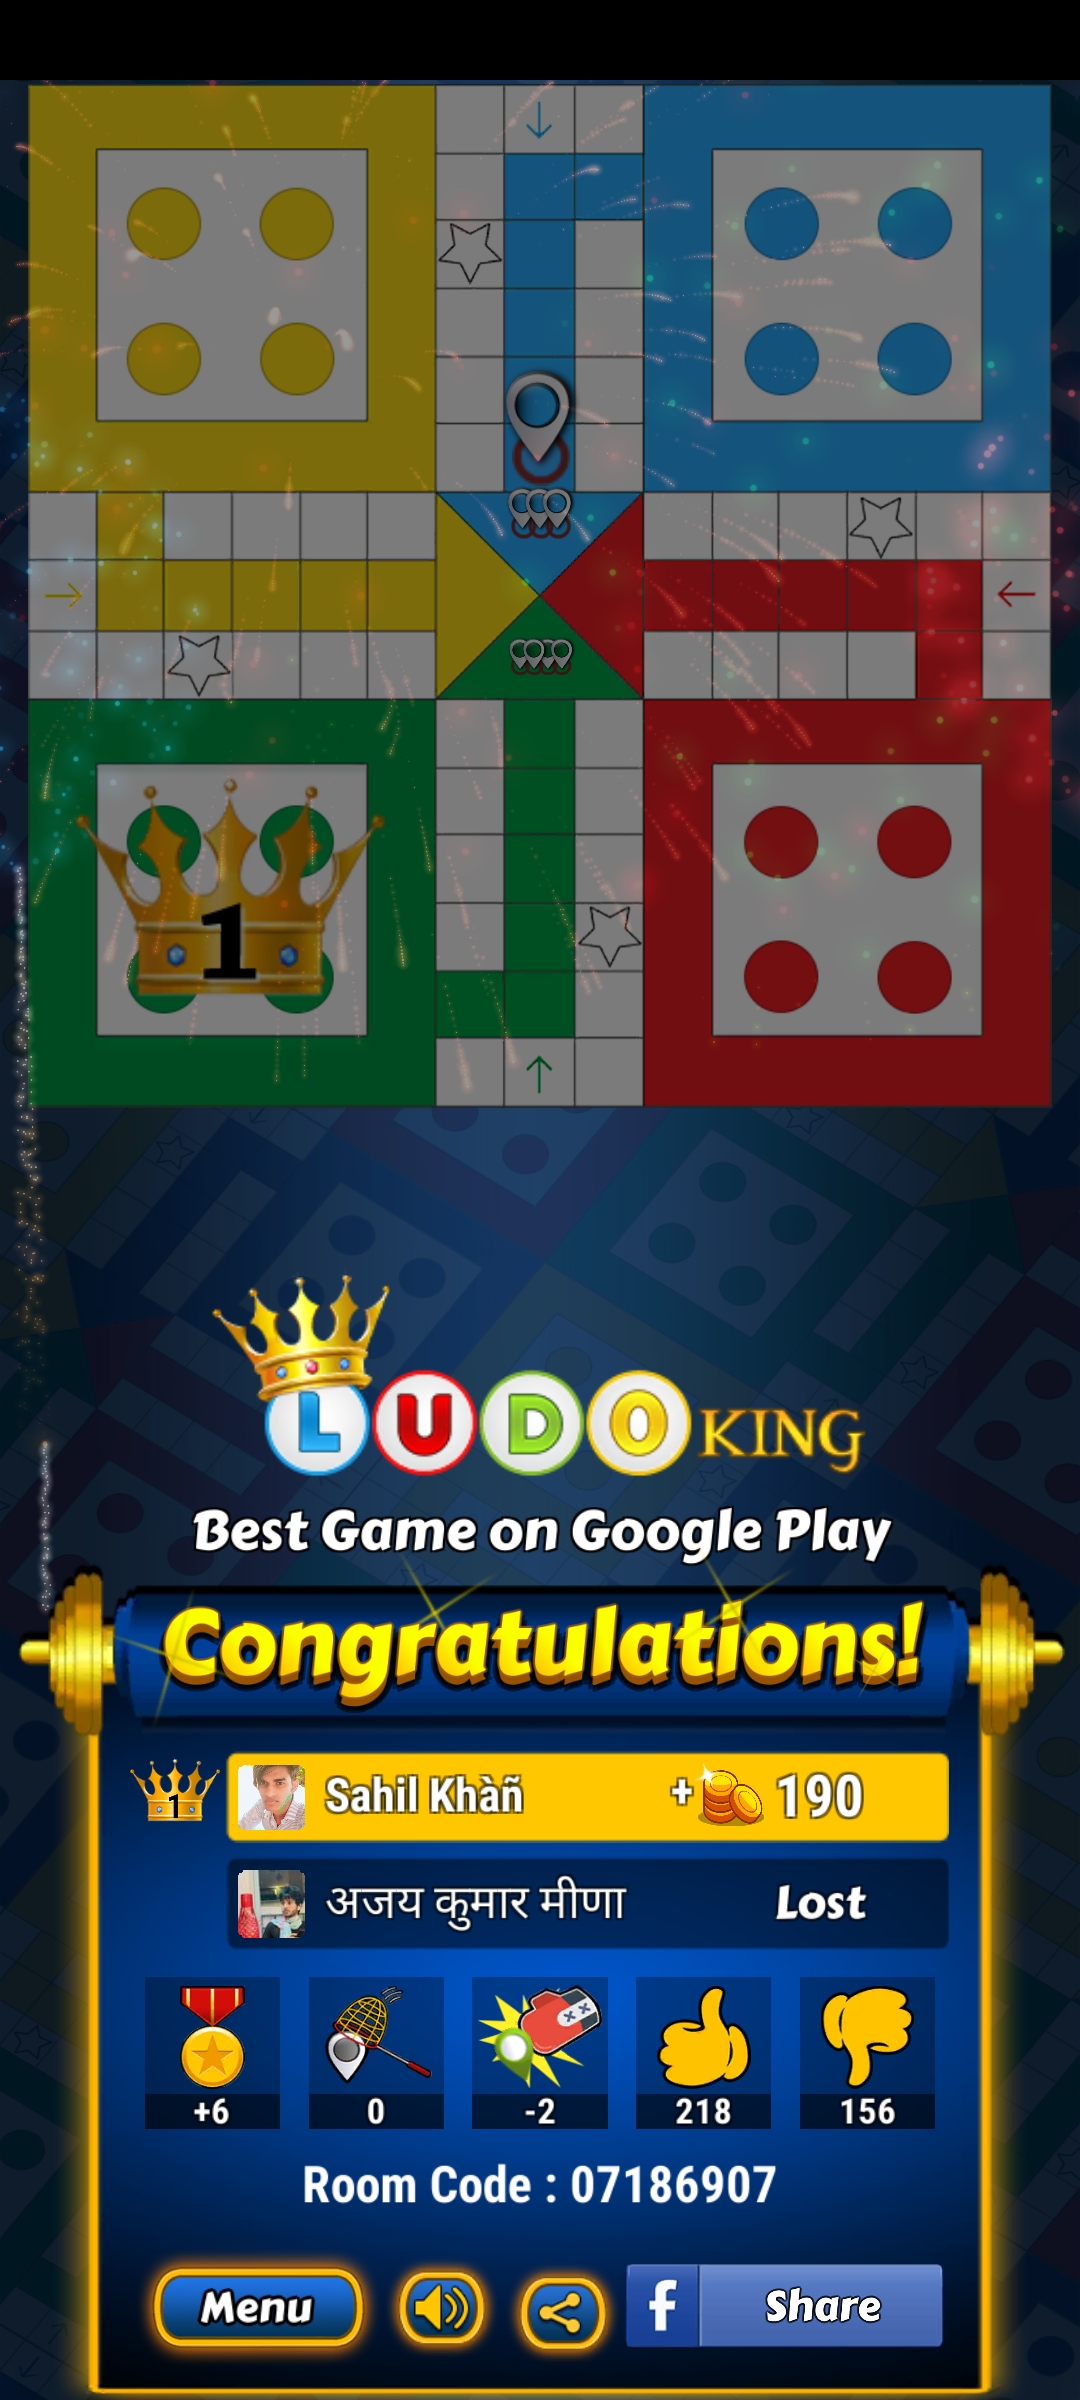 1
LUDO KING
Best Game on Google Play
Congratulations!
1 Sahil Khàñ + 190
अजय कुमार मीणा Lost
+6 0 -2 218 156
Room Code : 07186907
Menu f Share